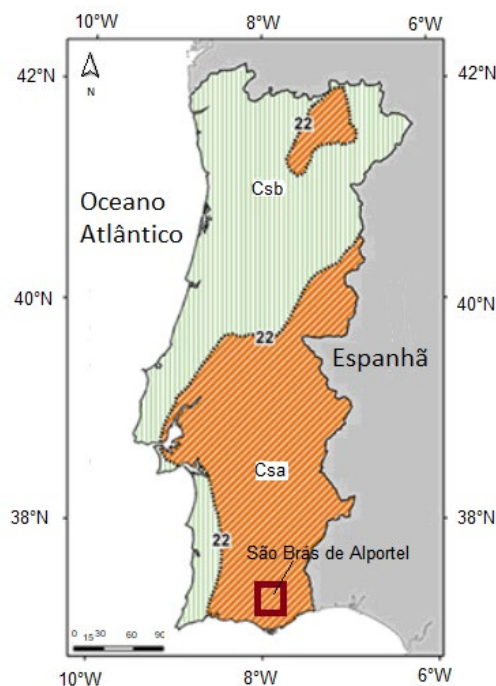 10°W 8°W 6°W
42°N 42°N
N
22
Csb
Oceano
Atlântico
40°N 40°N
22
Espanhã
Csa
38°N 38°N
22
São Brás de Alportel
0 15 30 60 90
10°W 8°W 6°W